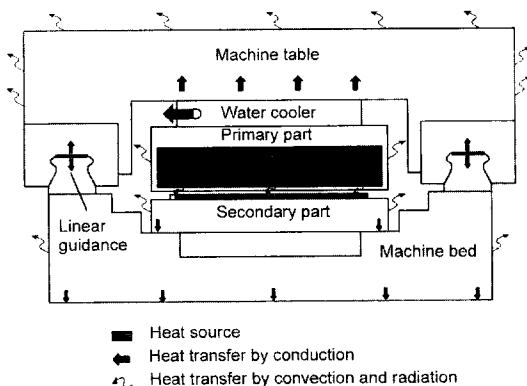 Machine table
Water cooler
Primary part
Linear
guidance
Secondary part
Machine bed
Heat source
Heat transfer by conduction
Heat transfer by convection and radiation